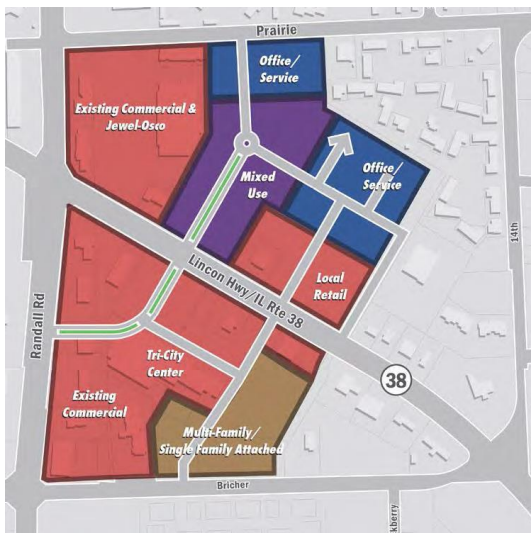 Prairie
Office/
Service
Existing Commercial &
Jewel-Osco
Mixed
Use
Office/
Service
14th
Lincon Hwy/IL Rte 38
Local
Retail
Randall Rd
Tri-City
Center
38
Existing
Commercial
Multi-Family/
Single Family Attached
Bricher
kberry